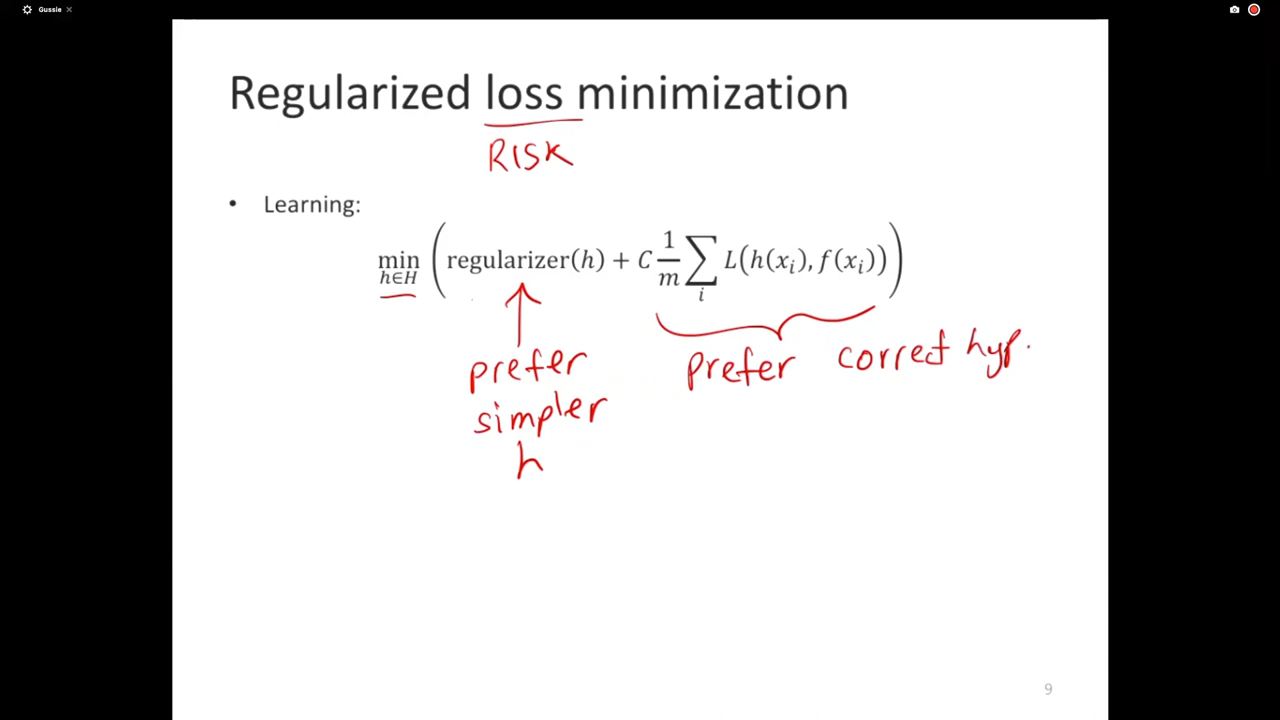 Gussie ×
Regularized loss minimization
RISK
• Learning:
min h∈H ( regularizer(h) + C 1/m ∑ i L(h(xᵢ), f(xᵢ)) )
prefer simpler h
prefer correct hyp.
9